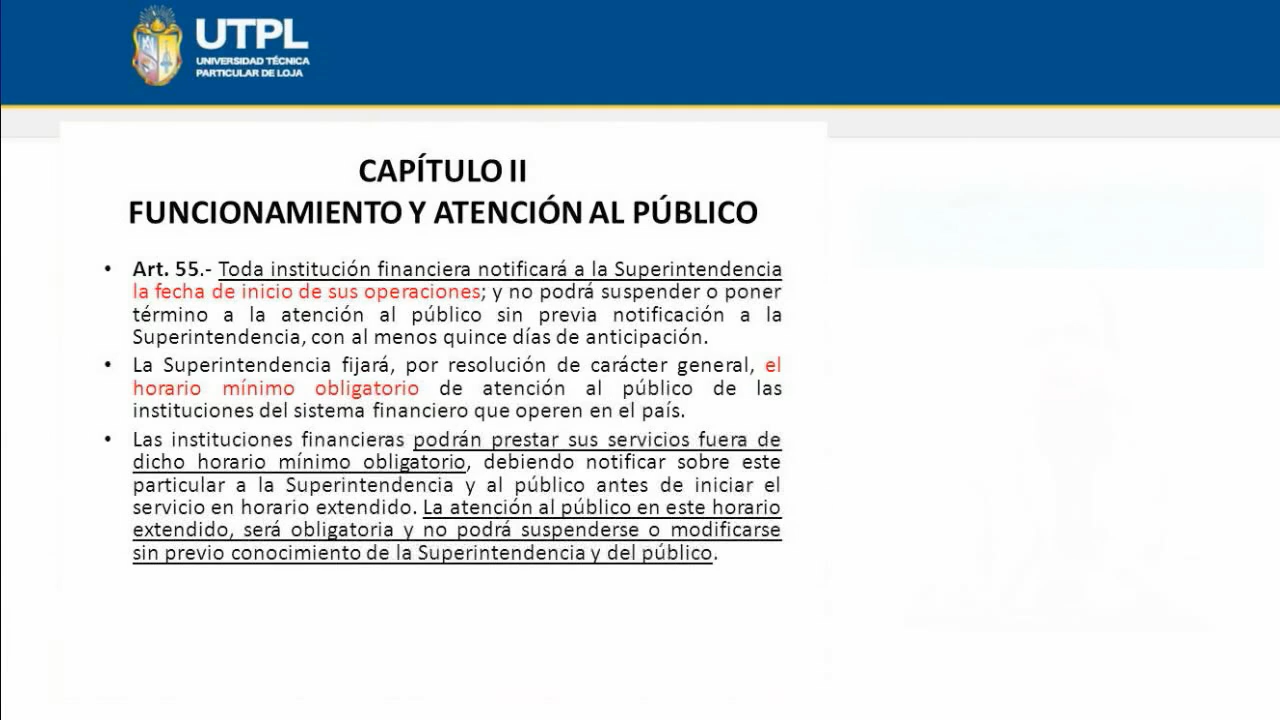 UTPL
UNIVERSIDAD TÉCNICA
PARTICULAR DE LOJA
CAPÍTULO II
FUNCIONAMIENTO Y ATENCIÓN AL PÚBLICO
• Art. 55.- Toda institución financiera notificará a la Superintendencia
la fecha de inicio de sus operaciones; y no podrá suspender o poner
término a la atención al público sin previa notificación a la
Superintendencia, con al menos quince días de anticipación.
• La Superintendencia fijará, por resolución de carácter general, el
horario mínimo obligatorio de atención al público de las
instituciones del sistema financiero que operen en el país.
• Las instituciones financieras podrán prestar sus servicios fuera de
dicho horario mínimo obligatorio, debiendo notificar sobre este
particular a la Superintendencia y al público antes de iniciar el
servicio en horario extendido. La atención al público en este horario
extendido, será obligatoria y no podrá suspenderse o modificarse
sin previo conocimiento de la Superintendencia y del público.